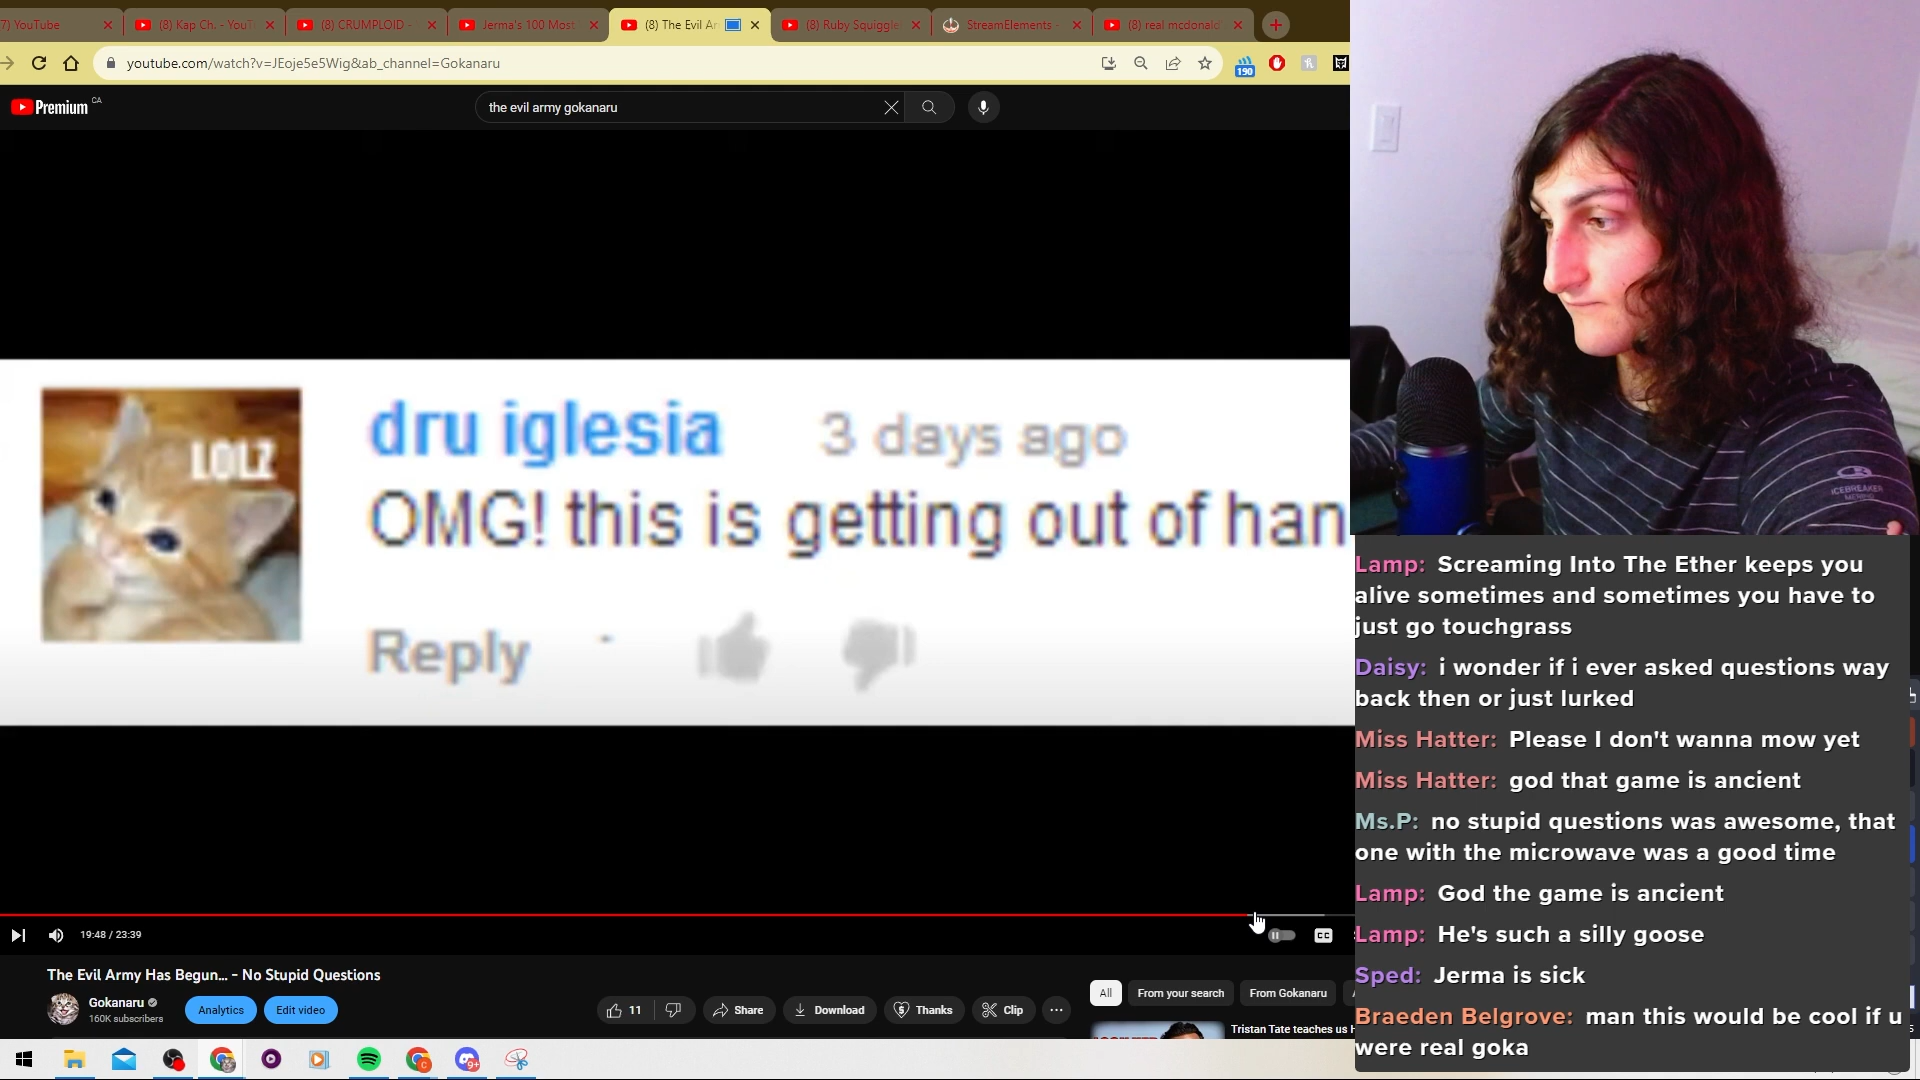 7) YouTube
(8) Kap Ch. - YouT
(8) CRUMPLOID -
Jerma's 100 Most
(8) The Evil Ar
(8) Ruby Squiggle
StreamElements -
(8) real mcdonald
youtube.com/watch?v=JEoje5e5Wig&ab_channel=Gokanaru
190
Premium CA
the evil army gokanaru
LOLZ
dru iglesia 3 days ago
OMG! this is getting out of han
Reply
19:48 / 23:39
CC
The Evil Army Has Begun... - No Stupid Questions
Gokanaru
160K subscribers
Analytics
Edit video
11
Share
Download
Thanks
Clip
All
From your search
From Gokanaru
Tristan Tate teaches us H
9+
ICEBREAKER
MERINO
Lamp: Screaming Into The Ether keeps you
alive sometimes and sometimes you have to
just go touchgrass
Daisy: i wonder if i ever asked questions way
back then or just lurked
Miss Hatter: Please I don't wanna mow yet
Miss Hatter: god that game is ancient
Ms.P: no stupid questions was awesome, that
one with the microwave was a good time
Lamp: God the game is ancient
Lamp: He's such a silly goose
Sped: Jerma is sick
Braeden Belgrove: man this would be cool if u
were real goka